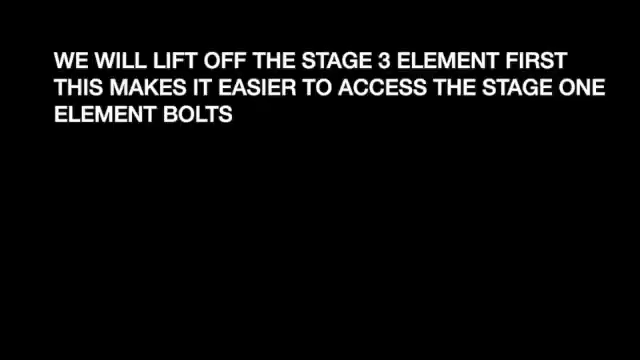 WE WILL LIFT OFF THE STAGE 3 ELEMENT FIRST
THIS MAKES IT EASIER TO ACCESS THE STAGE ONE
ELEMENT BOLTS